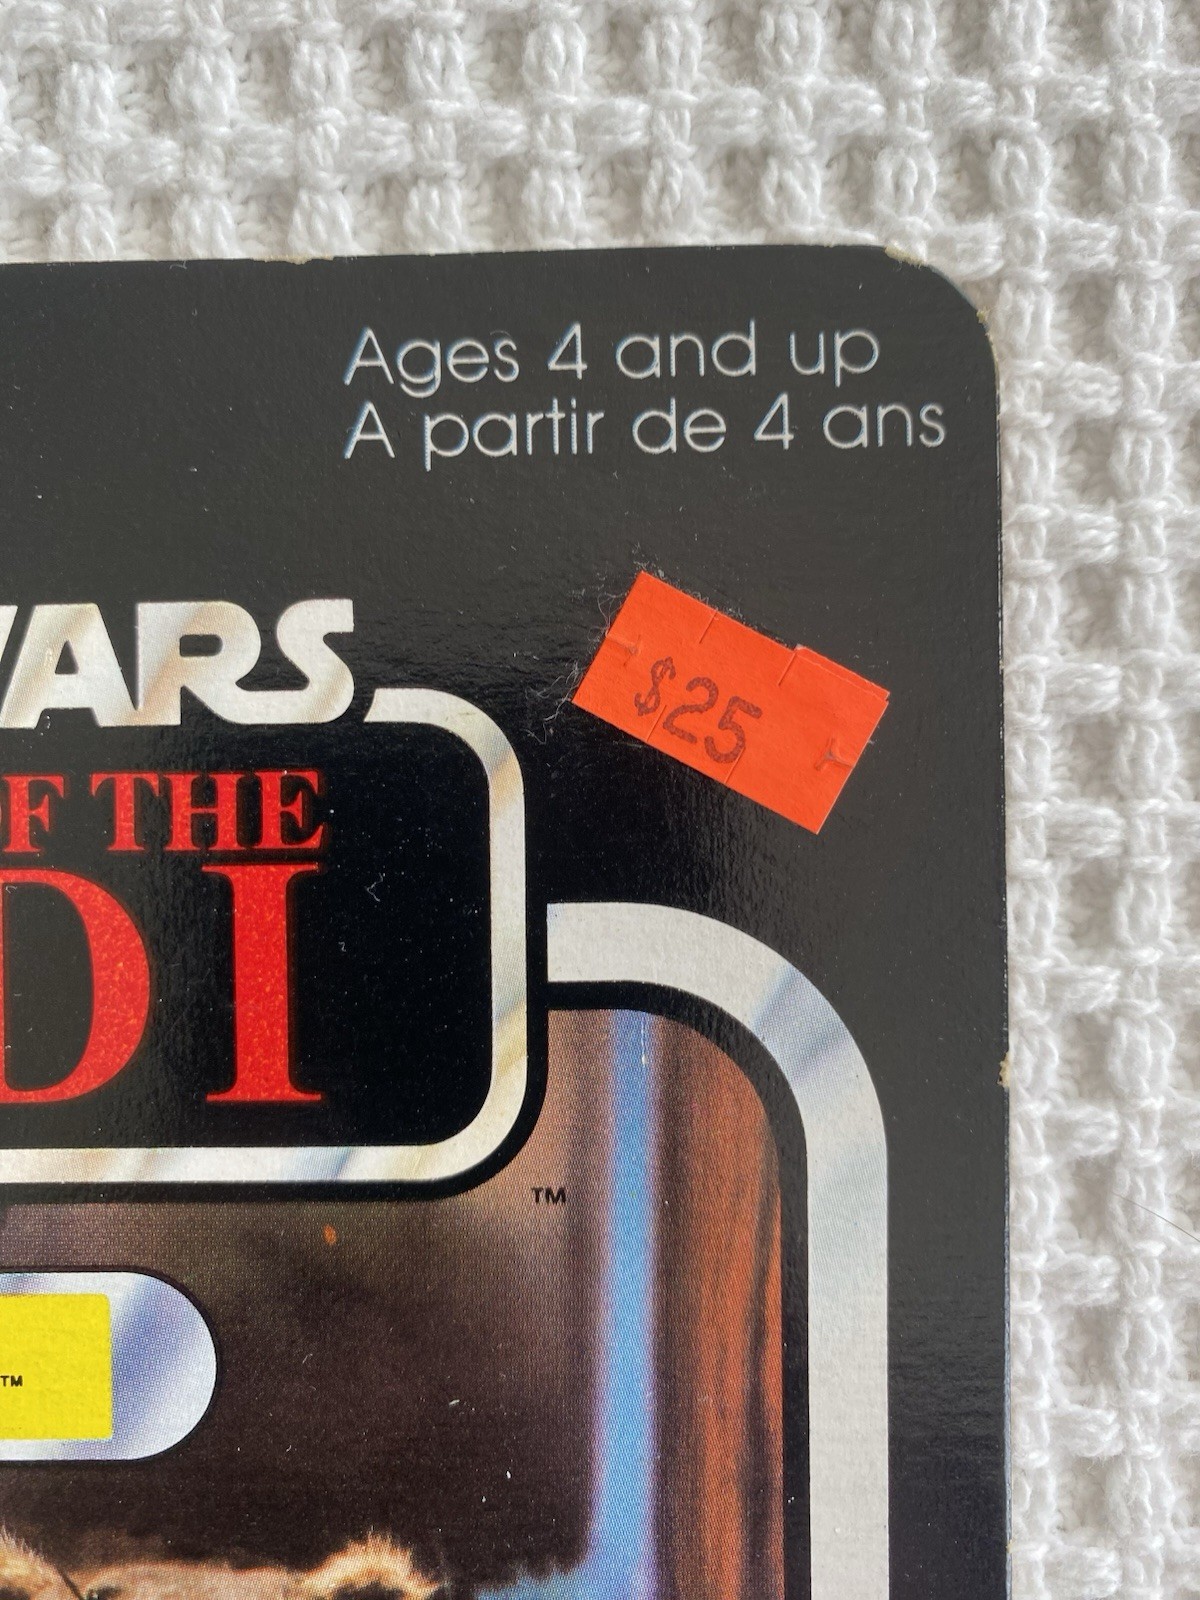 Ages 4 and up
A partir de 4 ans
WARS
$25
OF THE
DI
TM
TM